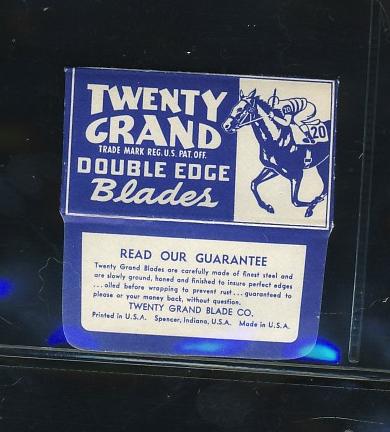 TWENTY
GRAND
TRADE MARK REG. U.S. PAT. OFF.
DOUBLE EDGE
Blades
20
20
READ OUR GUARANTEE
Twenty Grand Blades are carefully made of finest steel and
are slowly ground, honed and finished to insure perfect edges
...oiled before wrapping to prevent rust...guaranteed to
please or your money back, without question.
TWENTY GRAND BLADE CO.
Printed in U.S.A. Spencer, Indiana, U.S.A. Made in U.S.A.